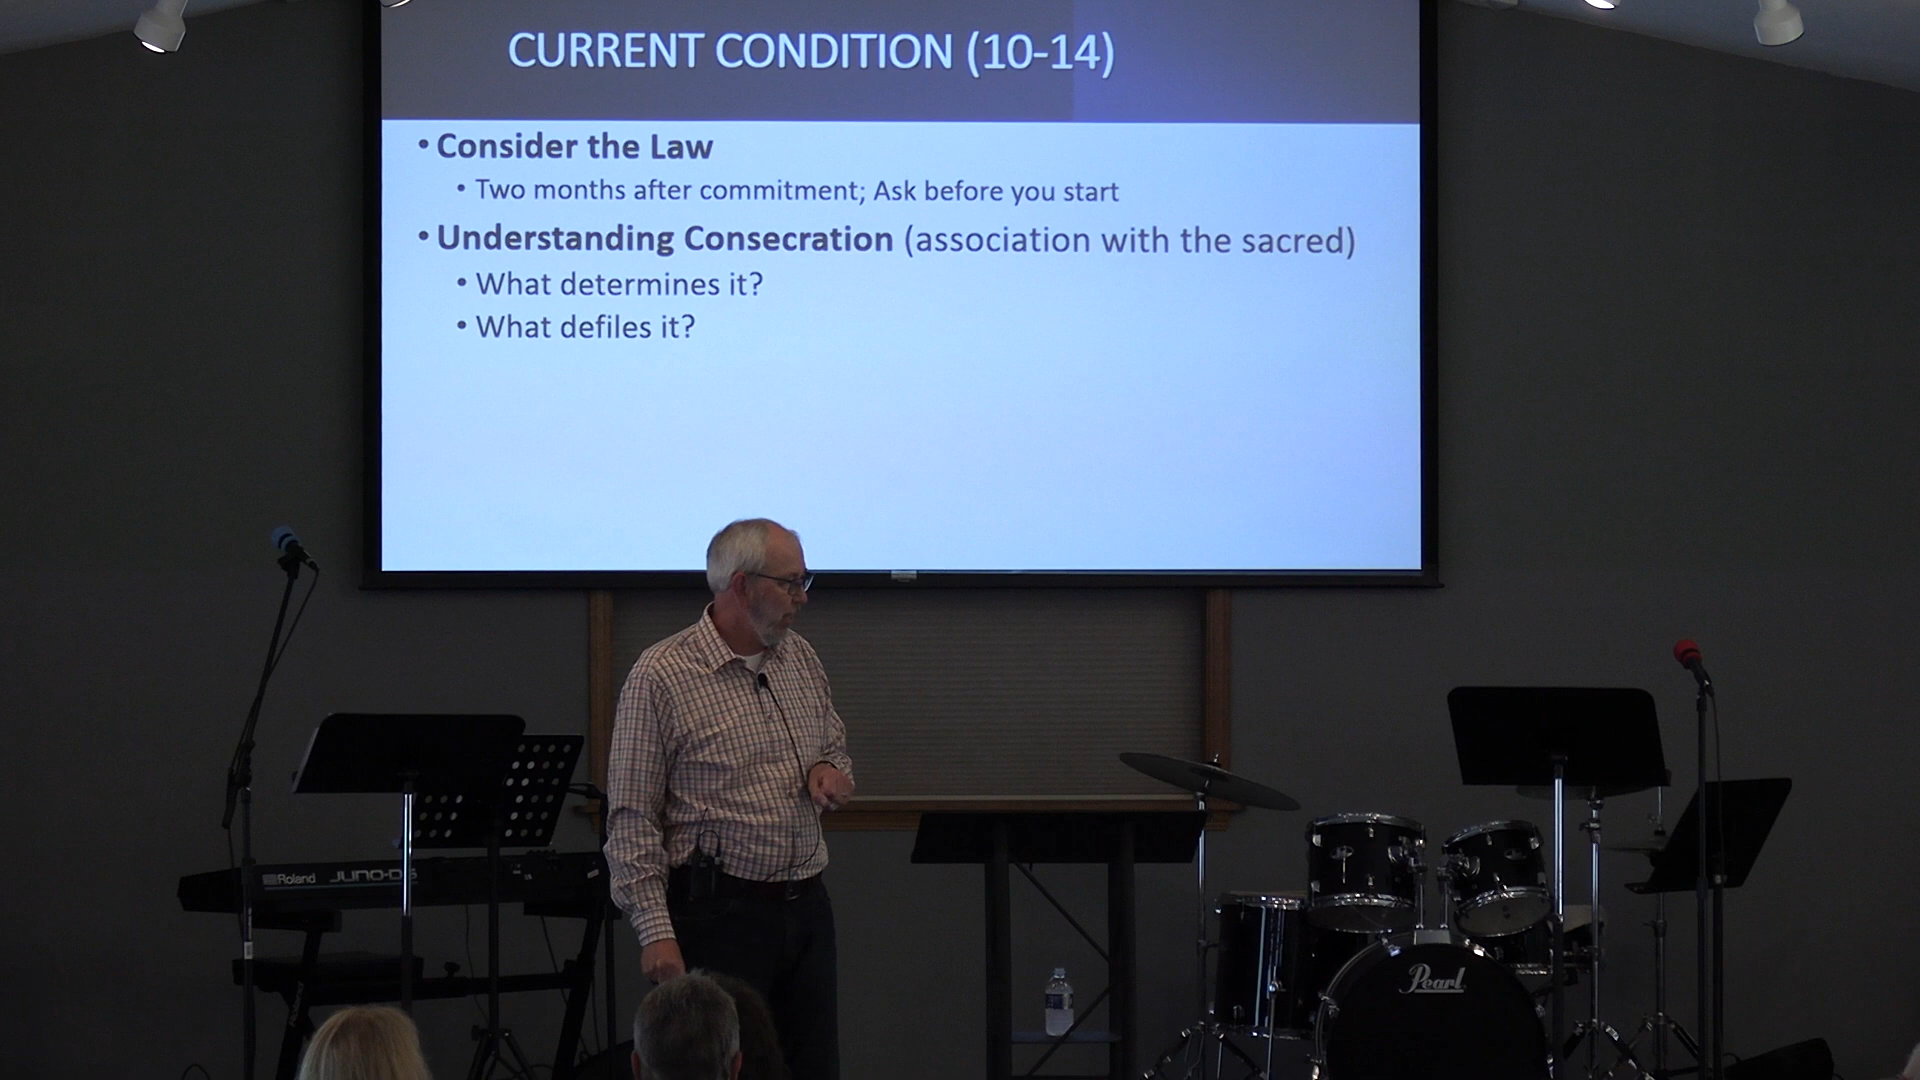 CURRENT CONDITION (10-14)
• Consider the Law
• Two months after commitment; Ask before you start
• Understanding Consecration (association with the sacred)
• What determines it?
• What defiles it?
Roland JUNO-DS
Pearl